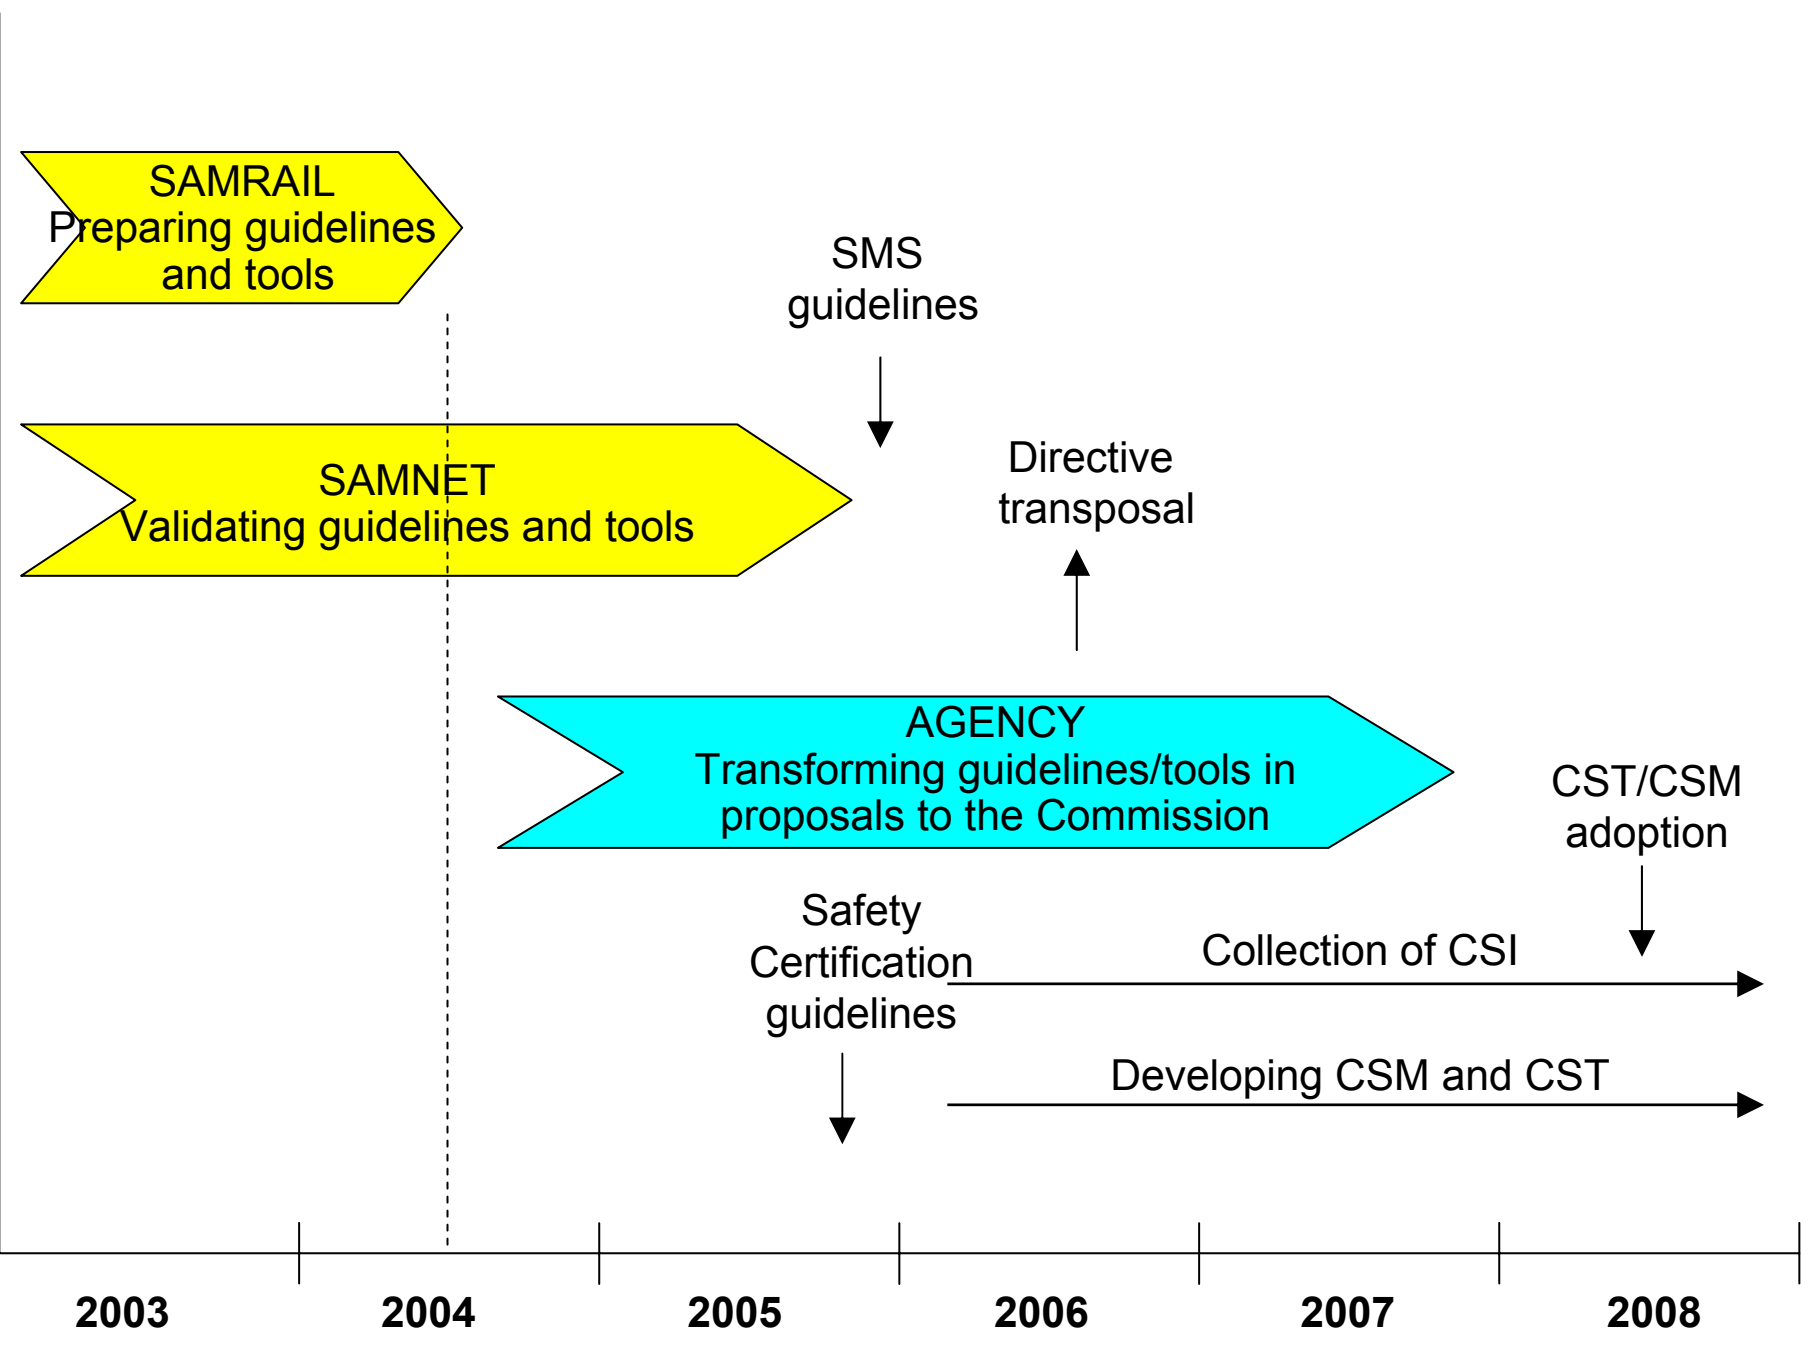 SAMRAIL
Preparing guidelines
and tools
SMS
guidelines
SAMNET
Validating guidelines and tools
Directive
transposal
AGENCY
Transforming guidelines/tools in
proposals to the Commission
CST/CSM
adoption
Safety
Certification
guidelines
Collection of CSI
Developing CSM and CST
2003 2004 2005 2006 2007 2008